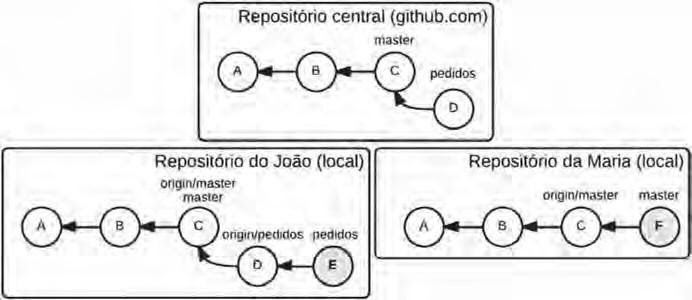 Repositório central (github.com)
master
A
B
C
pedidos
D
Repositório do João (local)
origin/master
master
A
B
C
origin/pedidos
pedidos
D
E
Repositório da Maria (local)
origin/master
master
A
B
C
F